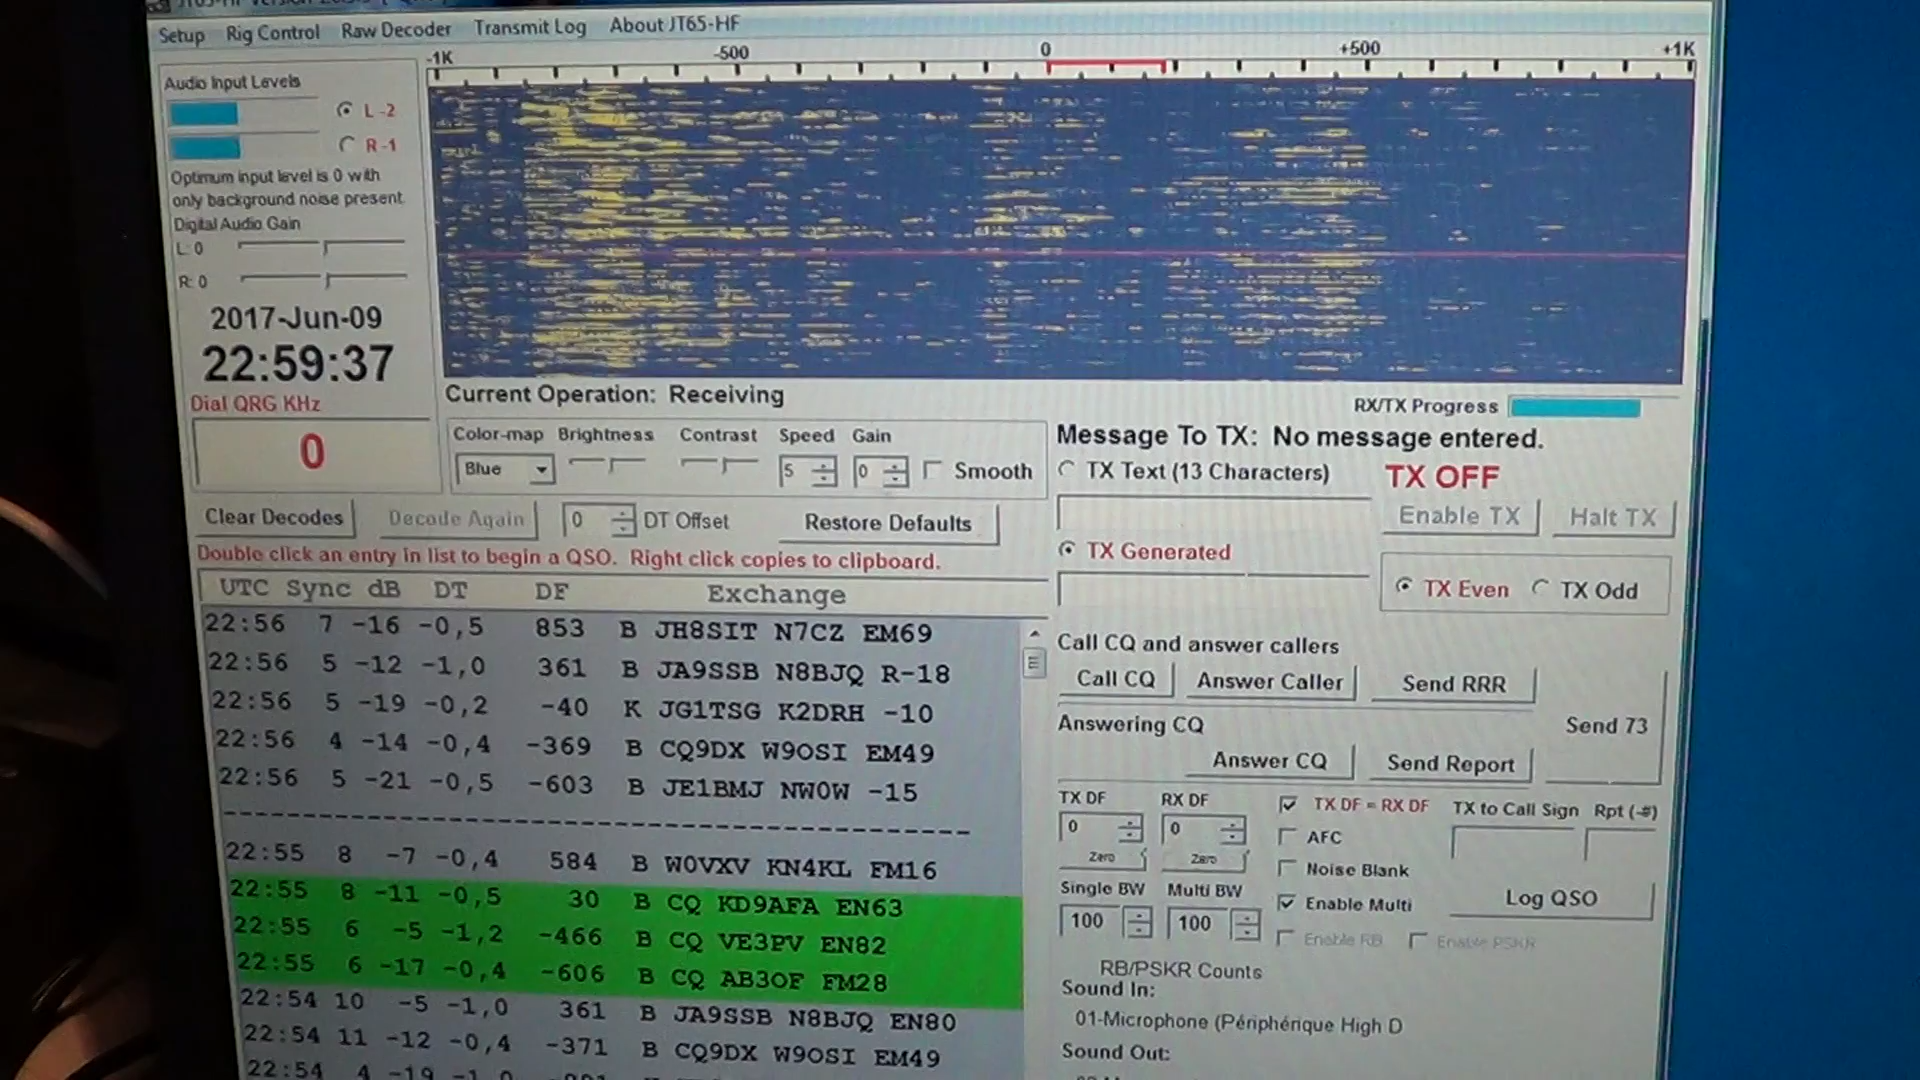 Setup Rig Control Raw Decoder Transmit Log About JT65-HF
-1K -500 0 +500 +1K
Audio Input Levels
L -2
R -1
Optimum input level is 0 with
only background noise present.
Digital Audio Gain
L: 0
R: 0
2017-Jun-09
22:59:37
Dial QRG KHz
0
Current Operation: Receiving
RX/TX Progress
Color-map Brightness Contrast Speed Gain
Blue 5 0 Smooth
Clear Decodes Decode Again 0 DT Offset Restore Defaults
Double click an entry in list to begin a QSO. Right click copies to clipboard.
UTC Sync dB DT DF Exchange
22:56 7 -16 -0,5 853 B JH8SIT N7CZ EM69
22:56 5 -12 -1,0 361 B JA9SSB N8BJQ R-18
22:56 5 -19 -0,2 -40 K JG1TSG K2DRH -10
22:56 4 -14 -0,4 -369 B CQ9DX W9OSI EM49
22:56 5 -21 -0,5 -603 B JE1BMJ NW0W -15
22:55 8 -7 -0,4 584 B W0VXV KN4KL FM16
22:55 8 -11 -0,5 30 B CQ KD9AFA EN63
22:55 6 -5 -1,2 -466 B CQ VE3PV EN82
22:55 6 -17 -0,4 -606 B CQ AB3OF FM28
22:54 10 -5 -1,0 361 B JA9SSB N8BJQ EN80
22:54 11 -12 -0,4 -371 B CQ9DX W9OSI EM49
22:54 4 -19
Message To TX: No message entered.
TX Text (13 Characters) TX OFF
Enable TX Halt TX
TX Generated
TX Even TX Odd
Call CQ and answer callers
Call CQ Answer Caller Send RRR
Answering CQ Send 73
Answer CQ Send Report
TX DF RX DF TX DF = RX DF TX to Call Sign Rpt (-#)
0 0 AFC
Zero Zero Noise Blank
Single BW Multi BW Enable Multi Log QSO
100 100 Enable RB Enable PSKR
RB/PSKR Counts
Sound In:
01-Microphone (Périphérique High D
Sound Out: